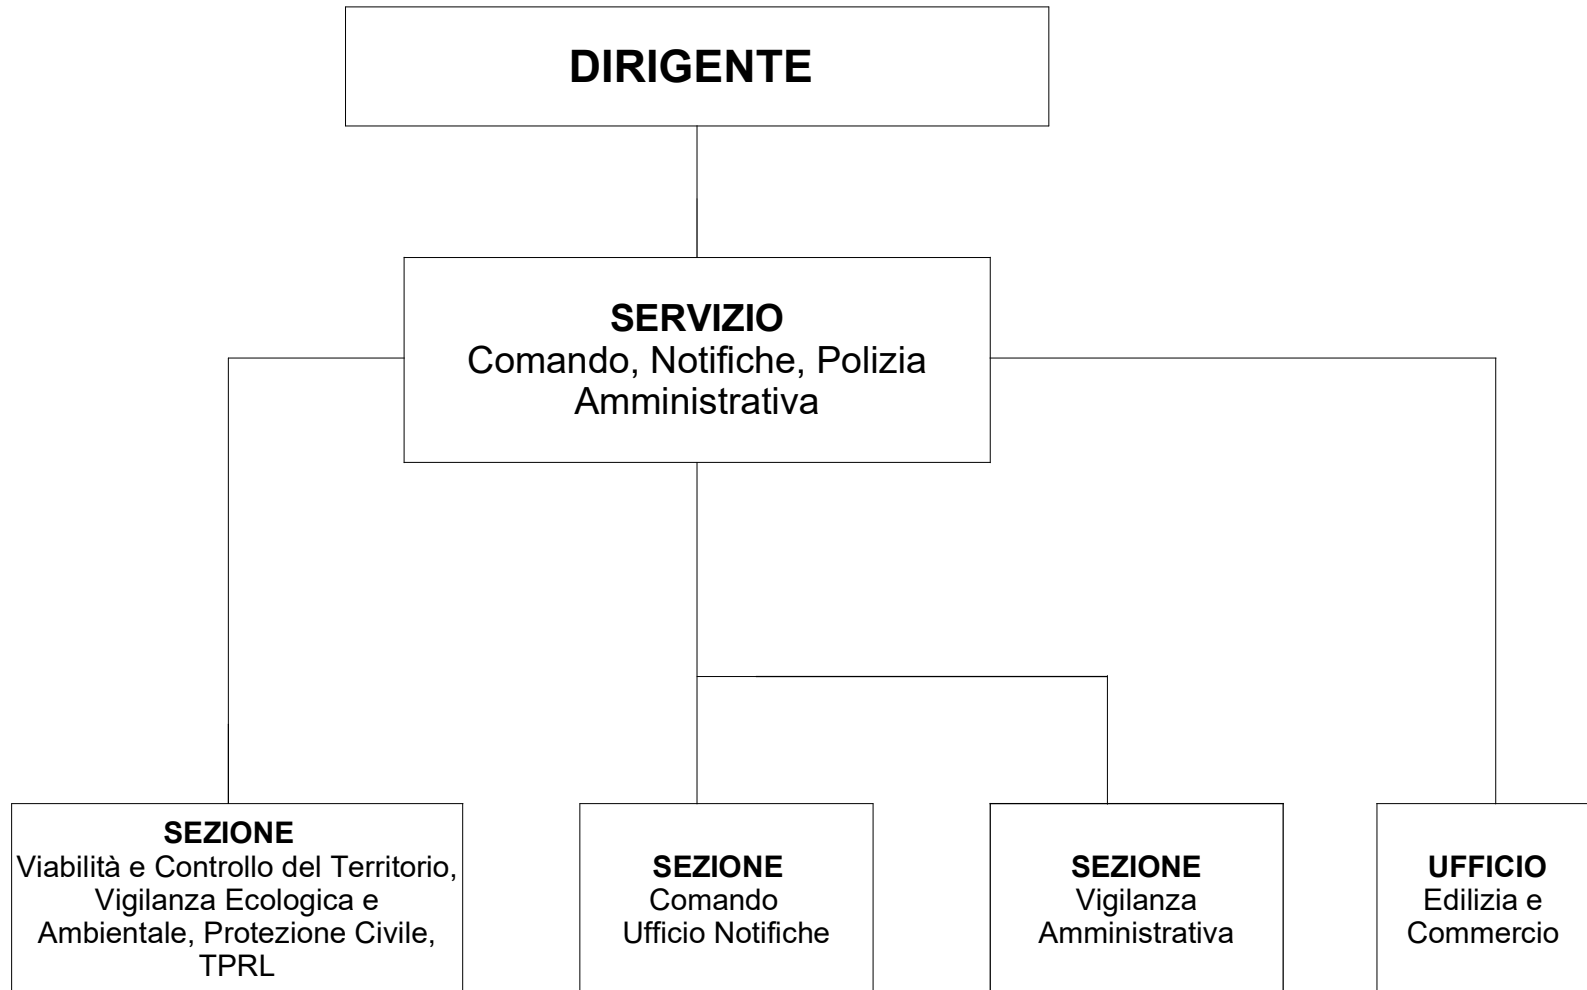 DIRIGENTE
SERVIZIO
Comando, Notifiche, Polizia
Amministrativa
SEZIONE
Viabilità e Controllo del Territorio,
Vigilanza Ecologica e
Ambientale, Protezione Civile,
TPRL
SEZIONE
Comando
Ufficio Notifiche
SEZIONE
Vigilanza
Amministrativa
UFFICIO
Edilizia e
Commercio